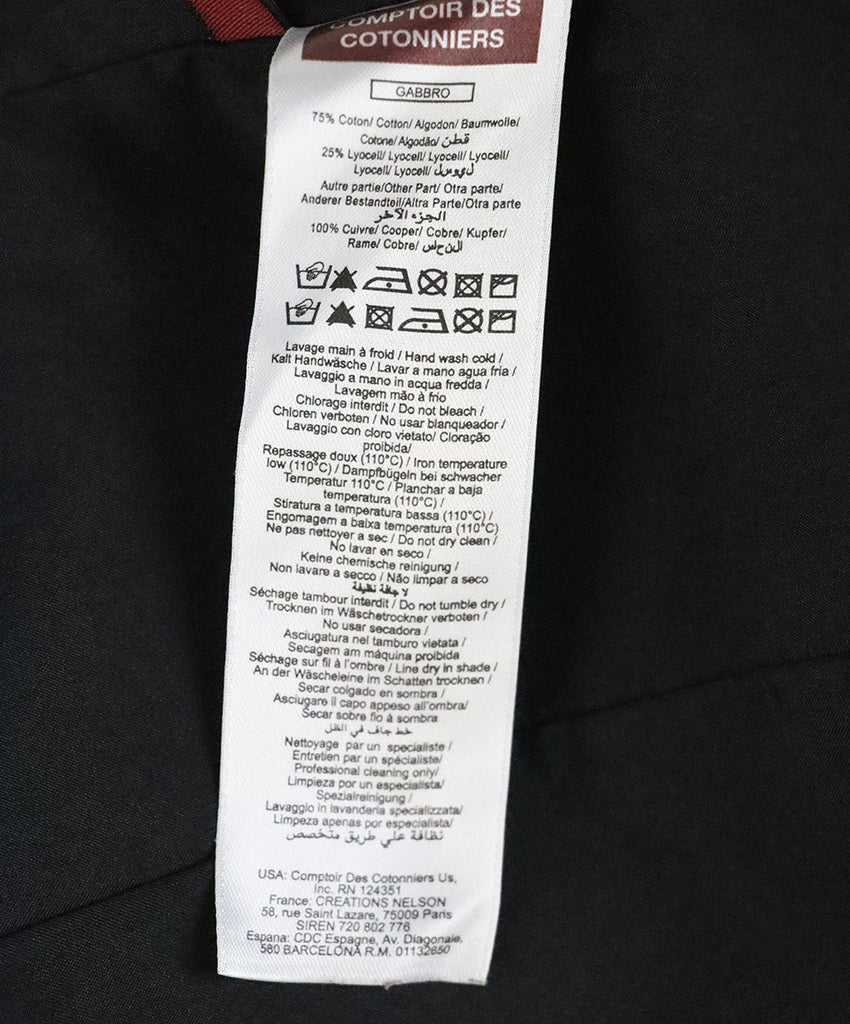 COMPTOIR DES
COTONNIERS
GABBRO
75% Coton/ Cotton/ Algodon/ Baumwolle/
Cotone/ Algodão/ قطن
25% Lyocell/ Lyocell/ Lyocell/ Lyocell/
Lyocell/ Lyocell/ ليوسل
Autre partie/Other Part/ Otra parte/
Anderer Bestandteil/Altra Parte/Otra parte
الجزء الآخر
100% Cuivre/ Cooper/ Cobre/ Kupfer/
Rame/ Cobre/ النحاس
Lavage main à froid / Hand wash cold /
Kalt Handwäsche / Lavar a mano agua fria /
Lavaggio a mano in acqua fredda /
Lavagem mão à frio
Chlorage interdit / Do not bleach /
Chloren verboten / No usar blanqueador /
Lavaggio con cloro vietato/ Cloração
proibida/
Repassage doux (110°C) / Iron temperature
low (110°C) / Dampfbügeln bei schwacher
Temperatur 110°C / Planchar a baja
temperatura (110°C) /
Stiratura a temperatura bassa (110°C) /
Engomagem a baixa temperatura (110°C)
Ne pas nettoyer a sec / Do not dry clean /
No lavar en seco /
Keine chemische reinigung /
Non lavare a secco / Não limpar a seco
لا جافة نظيفة
Séchage tambour interdit / Do not tumble dry /
Trocknen im Wäschetrockner verboten /
No usar secadora /
Asciugatura nel tamburo vietata /
Secagem am máquina proibida
Séchage sur fil à l'ombre / Line dry in shade /
An der Wäscheleine im Schatten trocknen /
Secar colgado en sombra /
Asciugare il capo appeso all'ombra/
Secar sobre fio à sombra
خط جاف في الظل
Nettoyage par un specialiste /
Entretien par un spécialiste/
Professional cleaning only/
Limpieza por un especialista/
Spezialreinigung /
Lavaggio in lavanderia specializzata/
Limpeza apenas por especialista/
نظافة علي طريق متخصص
USA: Comptoir Des Cotonniers Us,
Inc. RN 124351
France: CREATIONS NELSON
58, rue Saint Lazare, 75009 Paris
SIREN 720 802 778
Espana: CDC Espagne, Av. Diagonale,
580 BARCELONA R.M. 01132650